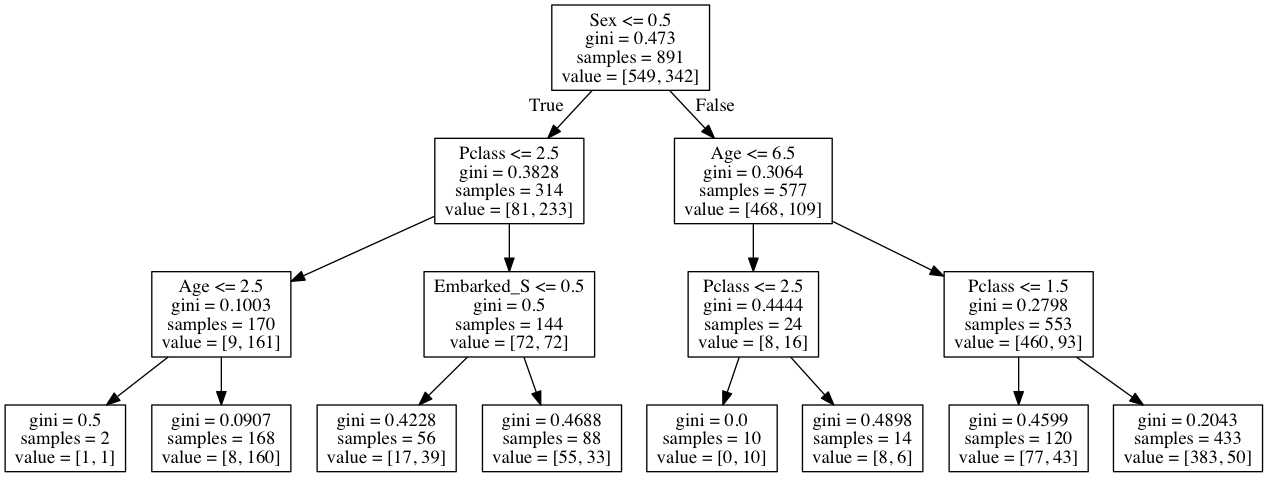 Sex <= 0.5
gini = 0.473
samples = 891
value = [549, 342]
True
False
Pclass <= 2.5
gini = 0.3828
samples = 314
value = [81, 233]
Age <= 6.5
gini = 0.3064
samples = 577
value = [468, 109]
Age <= 2.5
gini = 0.1003
samples = 170
value = [9, 161]
Embarked_S <= 0.5
gini = 0.5
samples = 144
value = [72, 72]
Pclass <= 2.5
gini = 0.4444
samples = 24
value = [8, 16]
Pclass <= 1.5
gini = 0.2798
samples = 553
value = [460, 93]
gini = 0.5
samples = 2
value = [1, 1]
gini = 0.0907
samples = 168
value = [8, 160]
gini = 0.4228
samples = 56
value = [17, 39]
gini = 0.4688
samples = 88
value = [55, 33]
gini = 0.0
samples = 10
value = [0, 10]
gini = 0.4898
samples = 14
value = [8, 6]
gini = 0.4599
samples = 120
value = [77, 43]
gini = 0.2043
samples = 433
value = [383, 50]